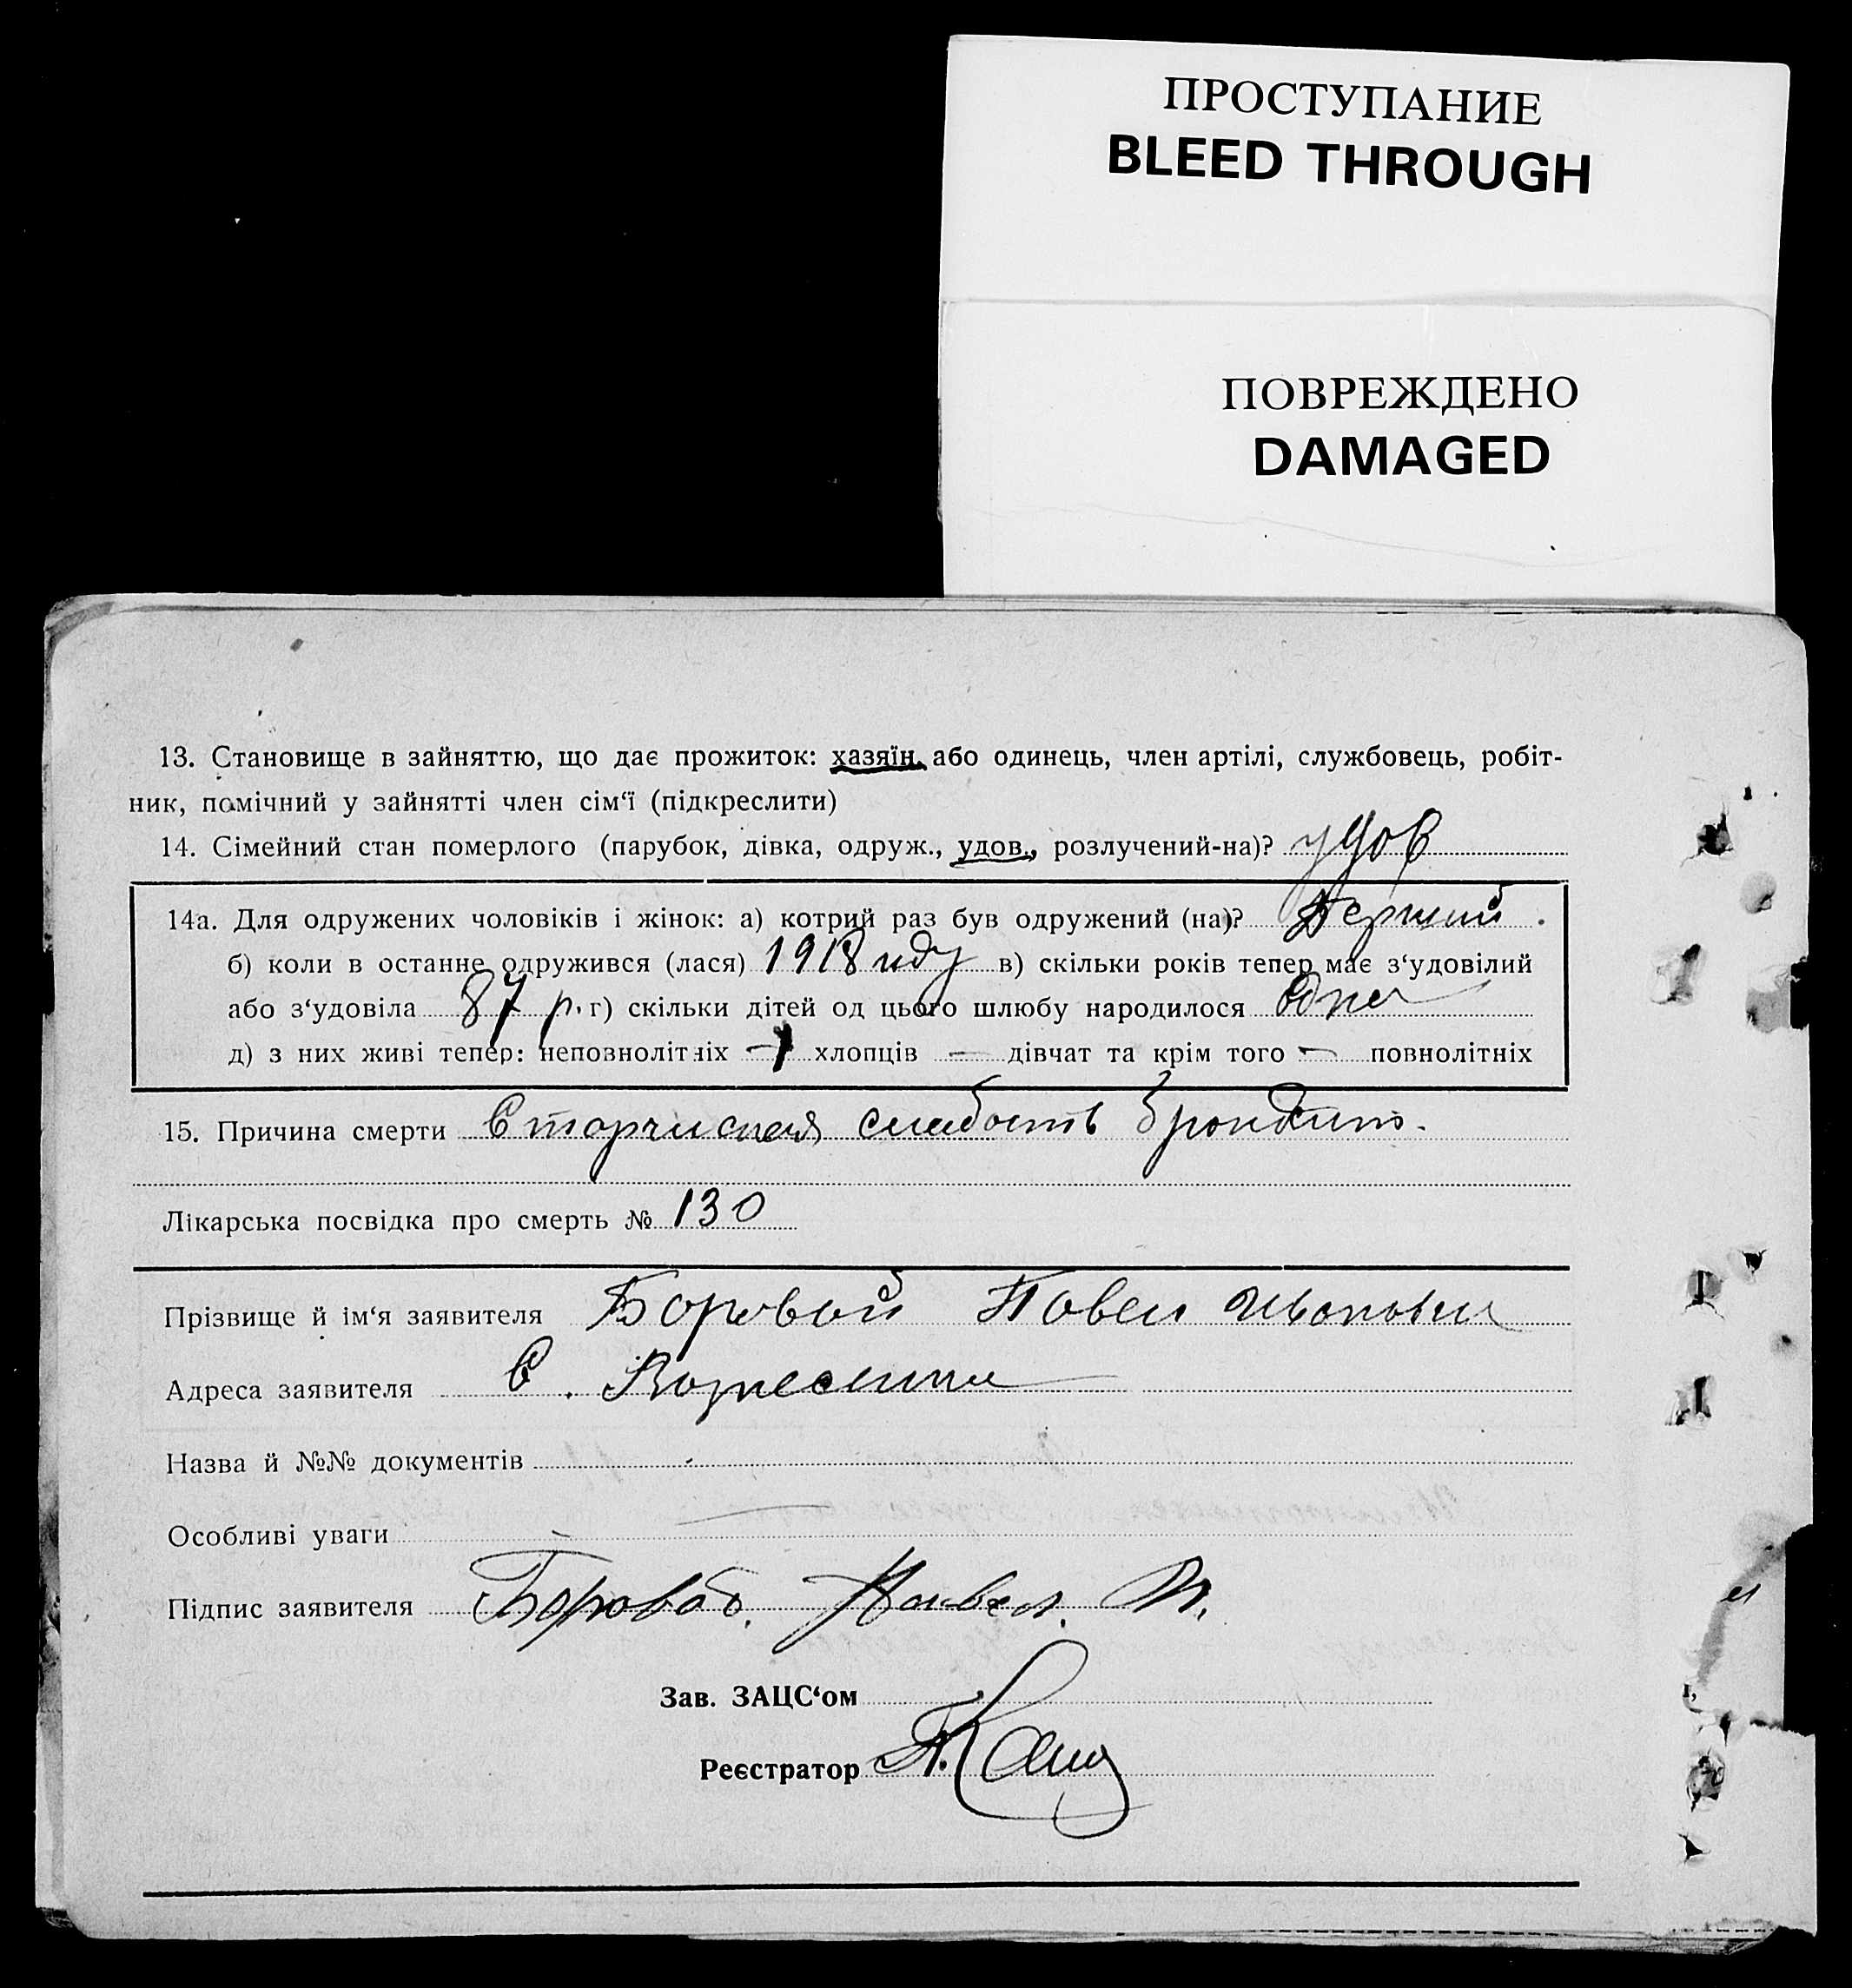 ПРОСТУПАНИЕ
BLEED THROUGH
ПОВРЕЖДЕНО
DAMAGED
13. Становище в зайняттю, що дає прожиток: хазяїн або одинець, член артілі, службовець, робіт-
ник, помічний у зайнятті член сім‘ї (підкреслити)
14. Сімейний стан померлого (парубок, дівка, одруж., удов., розлучений-на)? удов
14а. Для одружених чоловіків і жінок: а) котрий раз був одружений (на)? Перший.
б) коли в останнє одружився (лася) 1918 году в) скільки років тепер має з‘удовілий
або з‘удовіла 87 р. г) скільки дітей од цього шлюбу народилося одна
д) з них живі тепер: неповнолітніх — хлопців — дівчат та крім того — повнолітніх
15. Причина смерти слабость бронхит.
Лікарська посвідка про смерть № 130
Прізвище й ім‘я заявителя Боровой Павел Иванович
Адреса заявителя С.
Назва й №№ документів
Особливі уваги —
Підпис заявителя Боровой. Павел. И.
Зав. ЗАЦС‘ом
Реєстратор